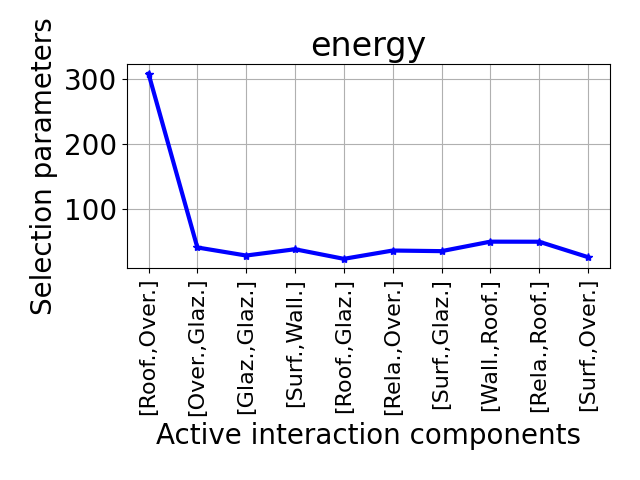 energy
Selection parameters
300
200
100
[Roof.,Over.]
[Over.,Glaz.]
[Glaz.,Glaz.]
[Surf.,Wall.]
[Roof.,Glaz.]
[Rela.,Over.]
[Surf.,Glaz.]
[Wall.,Roof.]
[Rela.,Roof.]
[Surf.,Over.]
Active interaction components